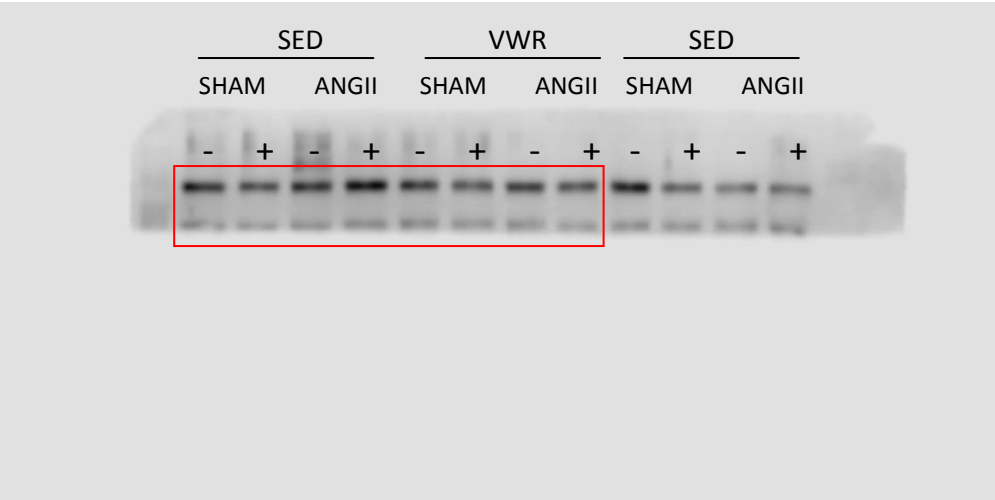 SED VWR SED
SHAM ANGII SHAM ANGII SHAM ANGII
- + - + - + - + - + - +